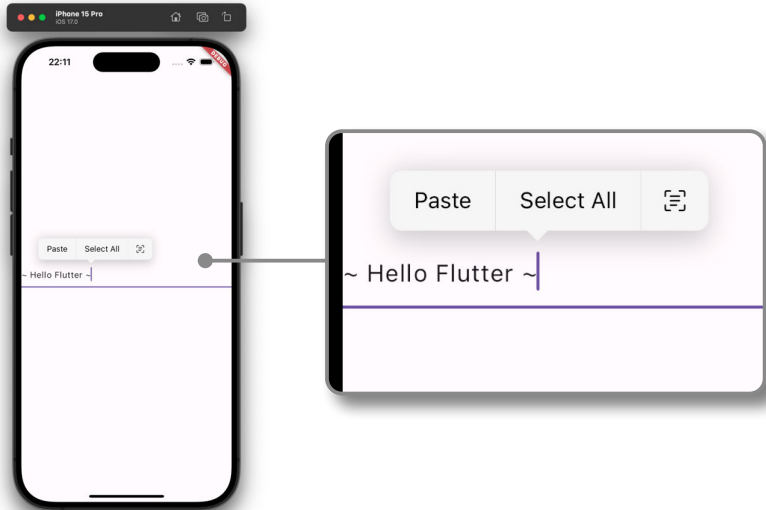 iPhone 15 Pro
iOS 17.0
22:11
DEBUG
Paste Select All
~ Hello Flutter ~
Paste Select All
~ Hello Flutter ~